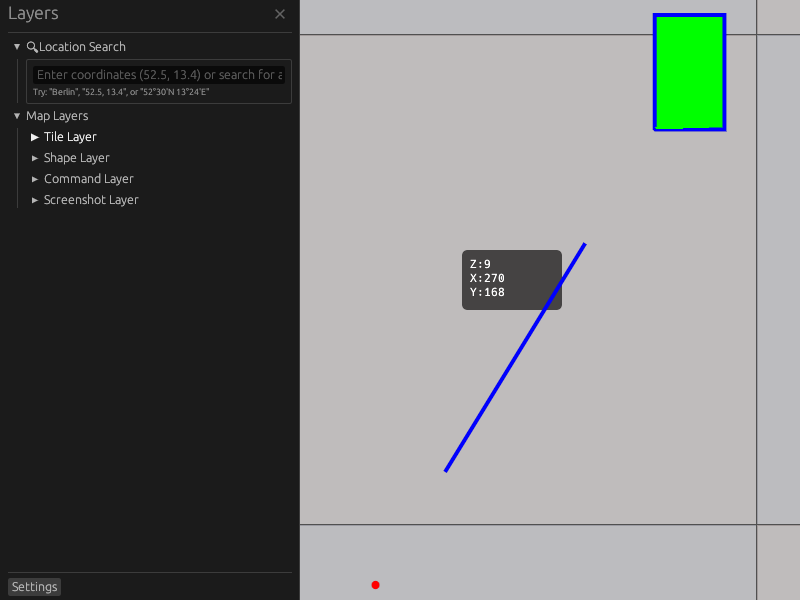 Layers
Location Search
Enter coordinates (52.5, 13.4) or search for a
Try: "Berlin", "52.5, 13.4", or "52°30'N 13°24'E"
Map Layers
Tile Layer
Shape Layer
Command Layer
Screenshot Layer
Z:9
X:270
Y:168
Settings